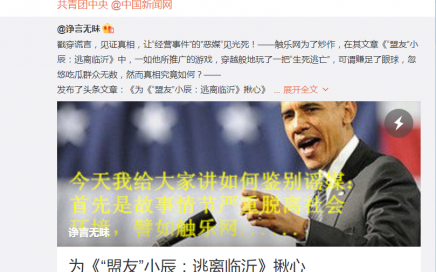 共青团中央 @中国新闻网
@诤言无昧
戳穿谎言，见证真相，让“经营事件”的“恶媒”见光死！——触乐网为了炒作，在其文章《“盟友”小
辰：逃离临沂》中，一如他所推广的游戏，穿越般地玩了一把“生死逃亡”，可谓赚足了眼球，忽
悠吃瓜群众无数，然而真相究竟如何？——
发布了头条文章：《为《“盟友”小辰：逃离临沂》揪心》 ... 展开全文
今天我给大家讲如何鉴别谣媒：
首先是故事情节严重脱离社会
譬如触乐网
诤言无昧
为《“盟友”小辰：逃离临沂》揪心